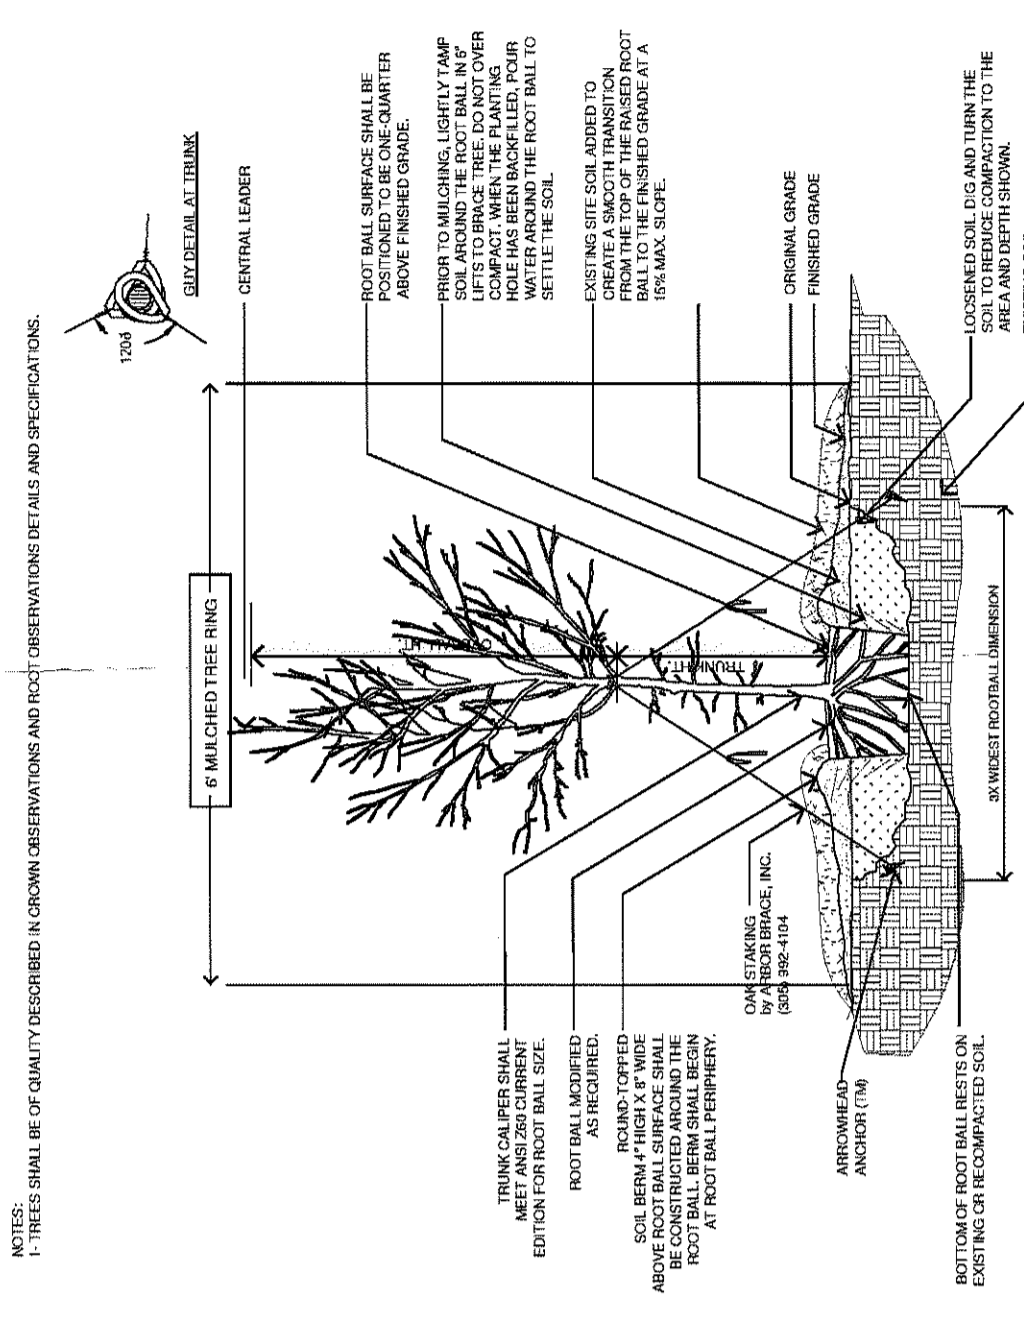 NOTES:
1- TREES SHALL BE OF QUALITY DESCRIBED IN CROWN OBSERVATIONS AND ROOT OBSERVATIONS DETAILS AND SPECIFICATIONS.
6' MULCHED TREE RING
120º
GUY DETAIL AT TRUNK
CENTRAL LEADER
ROOT BALL SURFACE SHALL BE
POSITIONED TO BE ONE-QUARTER
ABOVE FINISHED GRADE.
PRIOR TO MULCHING, LIGHTLY TAMP
SOIL AROUND THE ROOT BALL IN 6"
LIFTS TO BRACE TREE. DO NOT OVER
COMPACT. WHEN THE PLANTING
HOLE HAS BEEN BACKFILLED, POUR
WATER AROUND THE ROOT BALL TO
SETTLE THE SOIL.
EXISTING SITE SOIL ADDED TO
CREATE A SMOOTH TRANSITION
FROM THE TOP OF THE RAISED ROOT
BALL TO THE FINISHED GRADE AT A
15% MAX. SLOPE.
ORIGINAL GRADE
FINISHED GRADE
LOOSENED SOIL. DIG AND TURN THE
SOIL TO REDUCE COMPACTION TO THE
AREA AND DEPTH SHOWN.
OVERALL HT.
TRUNK HT.
TRUNK CALIPER SHALL
MEET ANSI Z60 CURRENT
EDITION FOR ROOT BALL SIZE.
ROOT BALL MODIFIED
AS REQUIRED.
ROUND-TOPPED
SOIL BERM 4" HIGH X 8" WIDE
ABOVE ROOT BALL SURFACE SHALL
BE CONSTRUCTED AROUND THE
ROOT BALL. BERM SHALL BEGIN
AT ROOT BALL PERIPHERY.
OAK STAKING
by ARBOR BRACE, INC.
(305) 992-4104
ARROWHEAD
ANCHOR (TM)
3X WIDEST ROOTBALL DIMENSION
BOTTOM OF ROOT BALL RESTS ON
EXISTING OR RECOMPACTED SOIL.